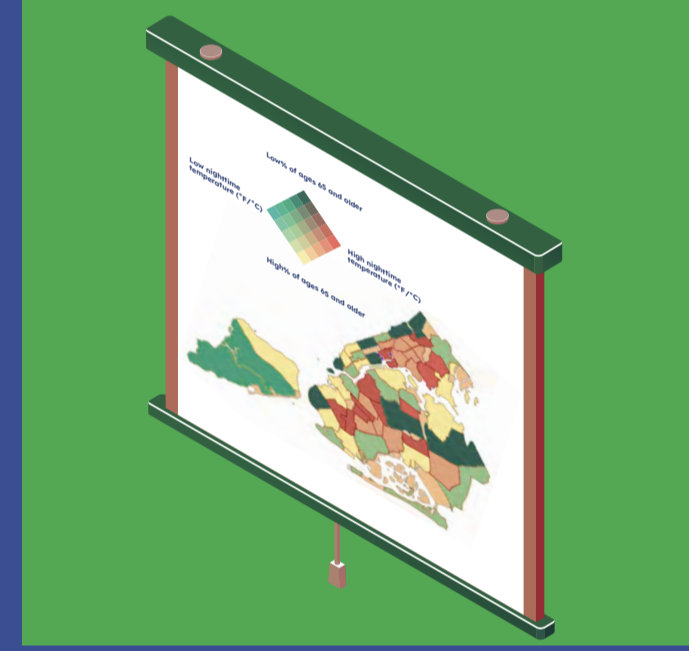 Low% of ages 65 and older
Low nighttime
temperature (°F/°C)
High nighttime
temperature (°F/°C)
High% of ages 65 and older